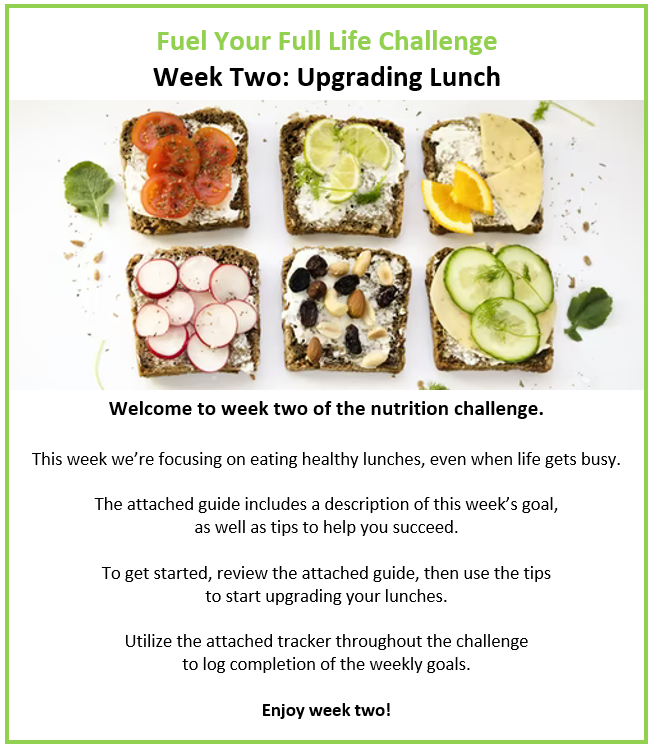 Fuel Your Full Life Challenge
Week Two: Upgrading Lunch
Welcome to week two of the nutrition challenge.
This week we’re focusing on eating healthy lunches, even when life gets busy.
The attached guide includes a description of this week’s goal,
as well as tips to help you succeed.
To get started, review the attached guide, then use the tips
to start upgrading your lunches.
Utilize the attached tracker throughout the challenge
to log completion of the weekly goals.
Enjoy week two!